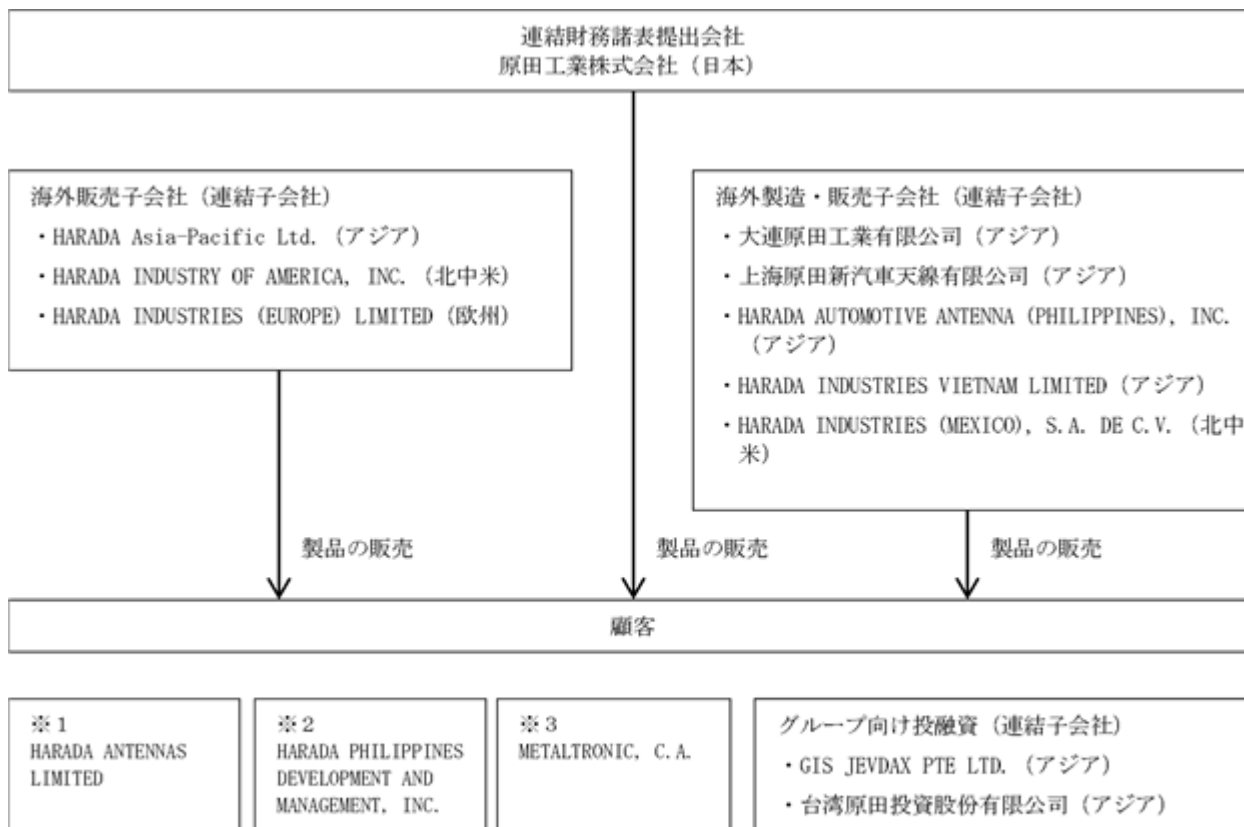 連結財務諸表提出会社
原田工業株式会社（日本）
海外販売子会社（連結子会社）
・HARADA Asia-Pacific Ltd.（アジア）
・HARADA INDUSTRY OF AMERICA, INC.（北中米）
・HARADA INDUSTRIES (EUROPE) LIMITED（欧州）
海外製造・販売子会社（連結子会社）
・大連原田工業有限公司（アジア）
・上海原田新汽車天線有限公司（アジア）
・HARADA AUTOMOTIVE ANTENNA (PHILIPPINES), INC.
（アジア）
・HARADA INDUSTRIES VIETNAM LIMITED（アジア）
・HARADA INDUSTRIES (MEXICO), S.A. DE C.V.（北中
米）
製品の販売
製品の販売
製品の販売
顧客
※１
HARADA ANTENNAS
LIMITED
※２
HARADA PHILIPPINES
DEVELOPMENT AND
MANAGEMENT, INC.
※３
METALTRONIC, C.A.
グループ向け投融資（連結子会社）
・GIS JEVDAX PTE LTD.（アジア）
・台湾原田投資股份有限公司（アジア）